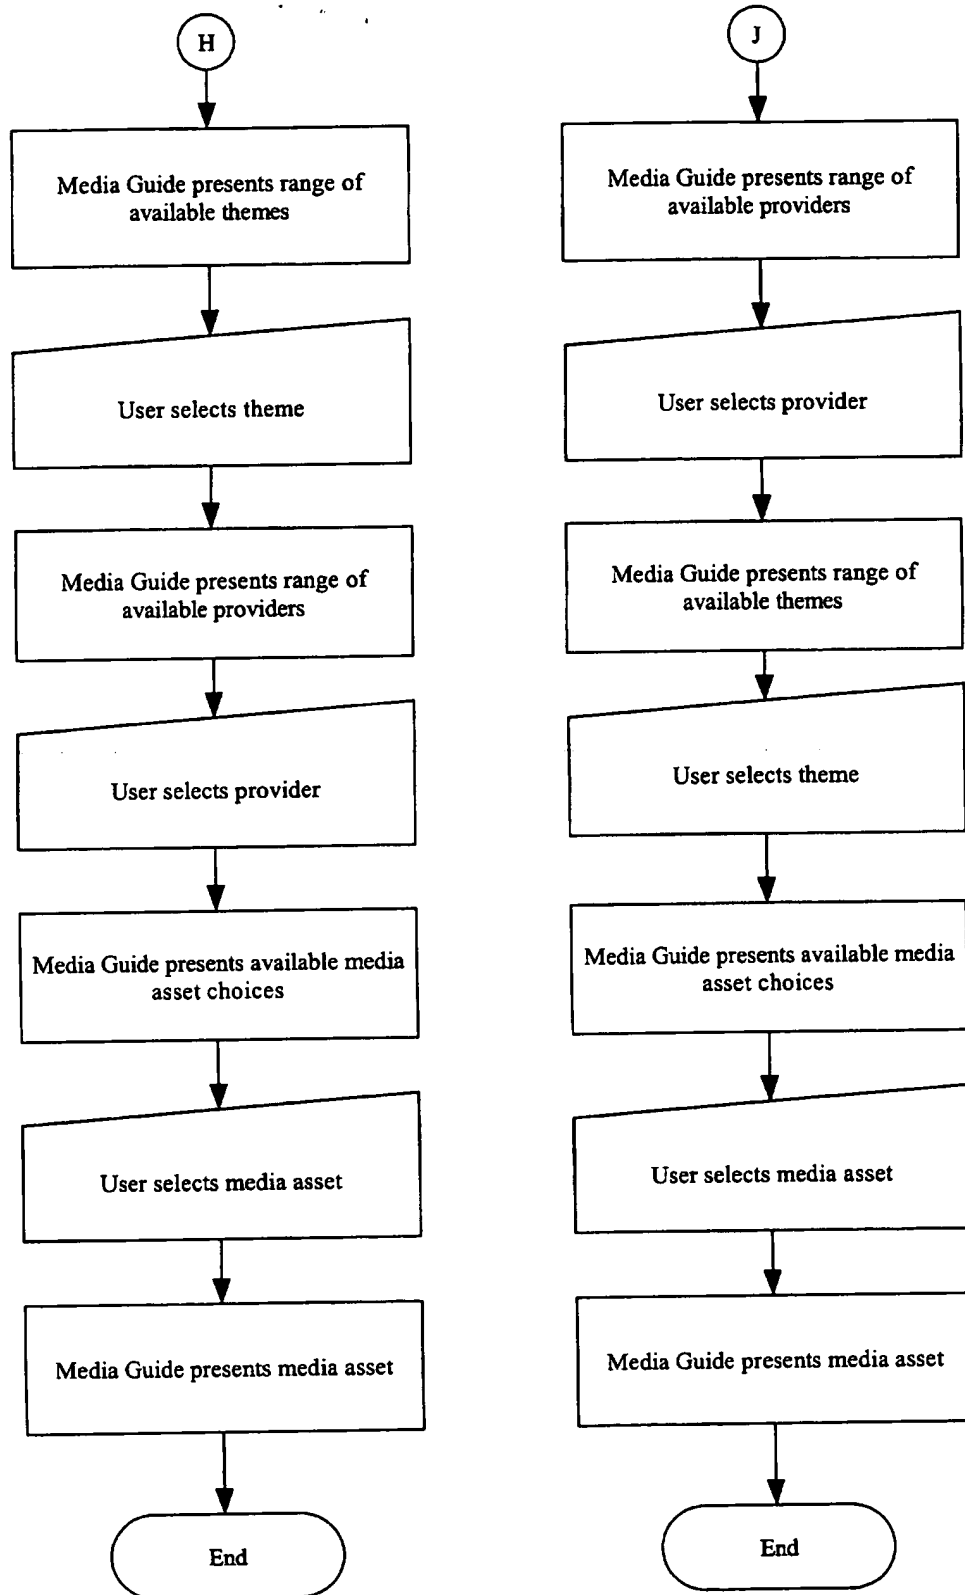 H
Media Guide presents range of
available themes
User selects theme
Media Guide presents range of
available providers
User selects provider
Media Guide presents available media
asset choices
User selects media asset
Media Guide presents media asset
End
J
Media Guide presents range of
available providers
User selects provider
Media Guide presents range of
available themes
User selects theme
Media Guide presents available media
asset choices
User selects media asset
Media Guide presents media asset
End